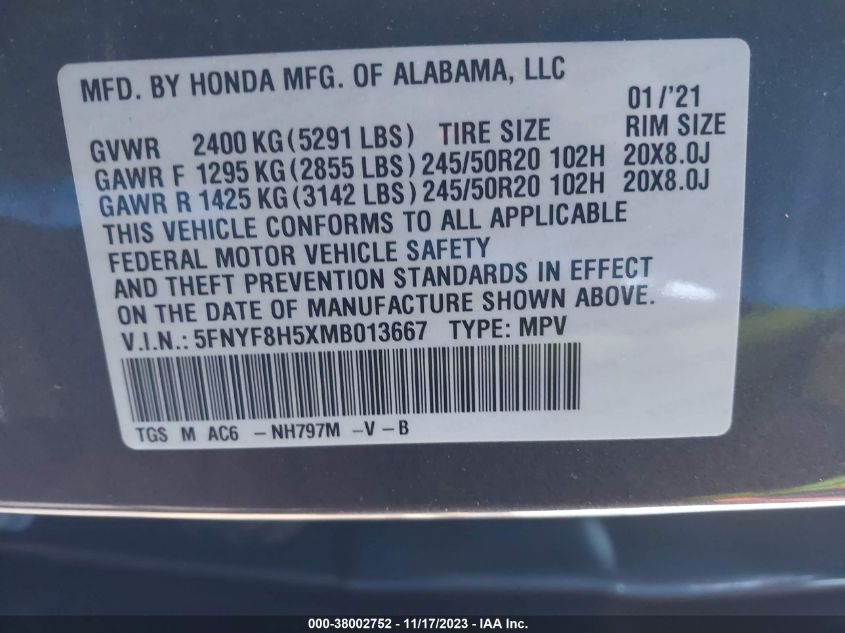 MFD. BY HONDA MFG. OF ALABAMA, LLC
01/'21
GVWR 2400 KG (5291 LBS) TIRE SIZE RIM SIZE
GAWR F 1295 KG (2855 LBS) 245/50R20 102H 20X8.0J
GAWR R 1425 KG (3142 LBS) 245/50R20 102H 20X8.0J
THIS VEHICLE CONFORMS TO ALL APPLICABLE
FEDERAL MOTOR VEHICLE SAFETY
AND THEFT PREVENTION STANDARDS IN EFFECT
ON THE DATE OF MANUFACTURE SHOWN ABOVE.
V.I.N.: 5FNYF8H5XMB013667 TYPE: MPV
TGS M AC6 -NH797M -V -B
000-38002752 - 11/17/2023 - IAA Inc.